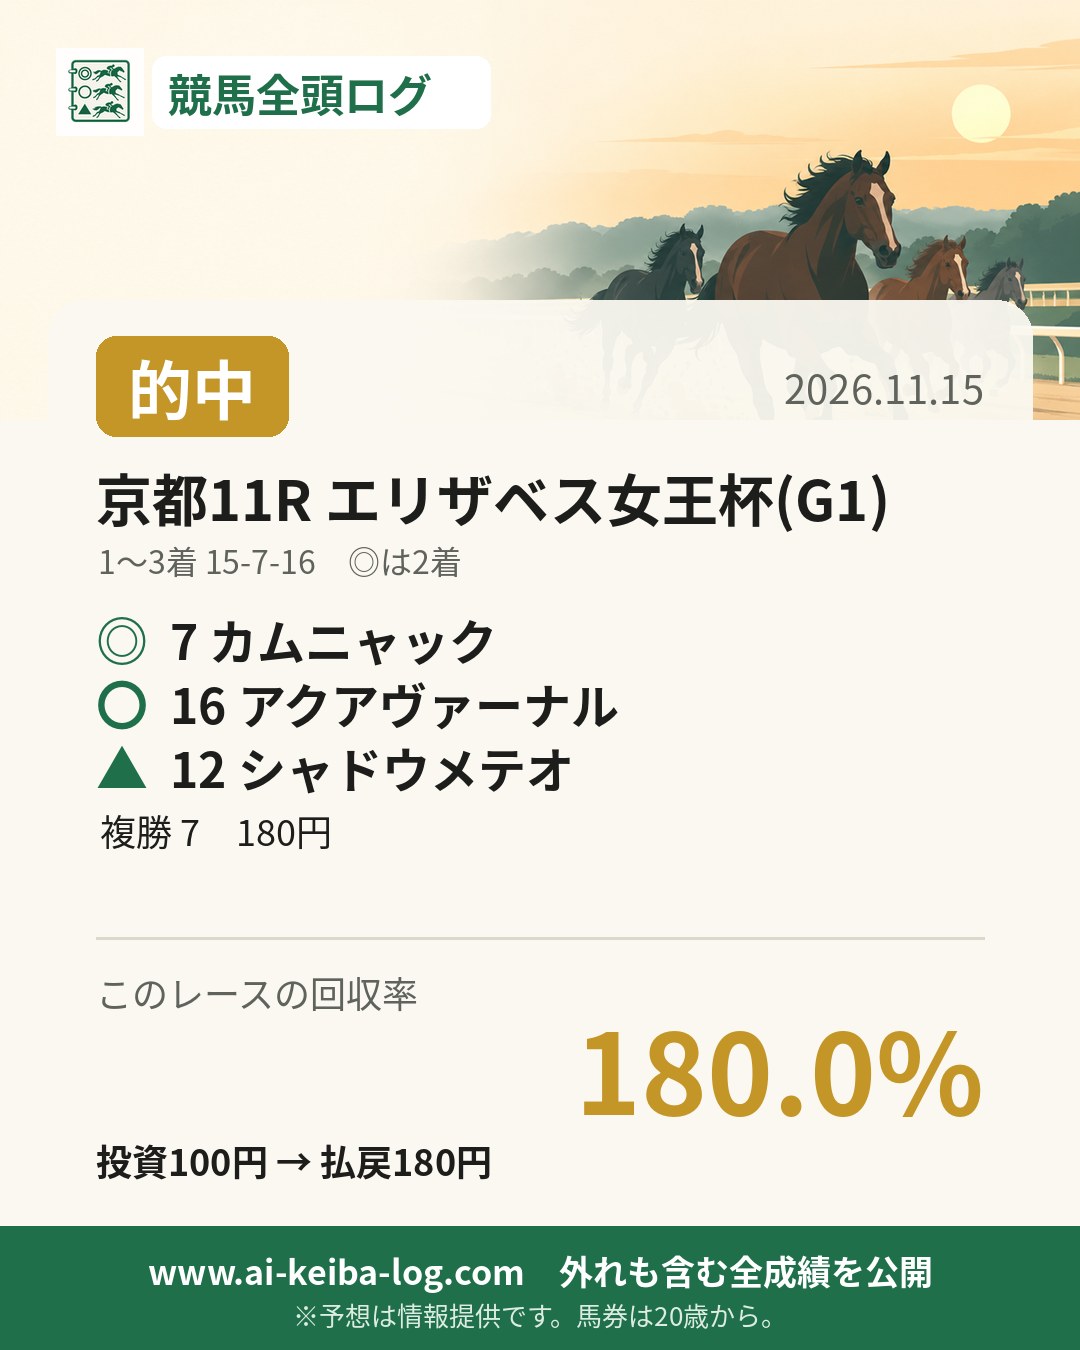 競馬全頭ログ
的中
2026.11.15
京都11R エリザベス女王杯(G1)
1〜3着 15-7-16　◎は2着
◎ 7 カムニャック
○ 16 アクアヴァーナル
▲ 12 シャドウメテオ
複勝 7　180円
このレースの回収率
180.0%
投資100円 → 払戻180円
www.ai-keiba-log.com　外れも含む全成績を公開
※予想は情報提供です。馬券は20歳から。